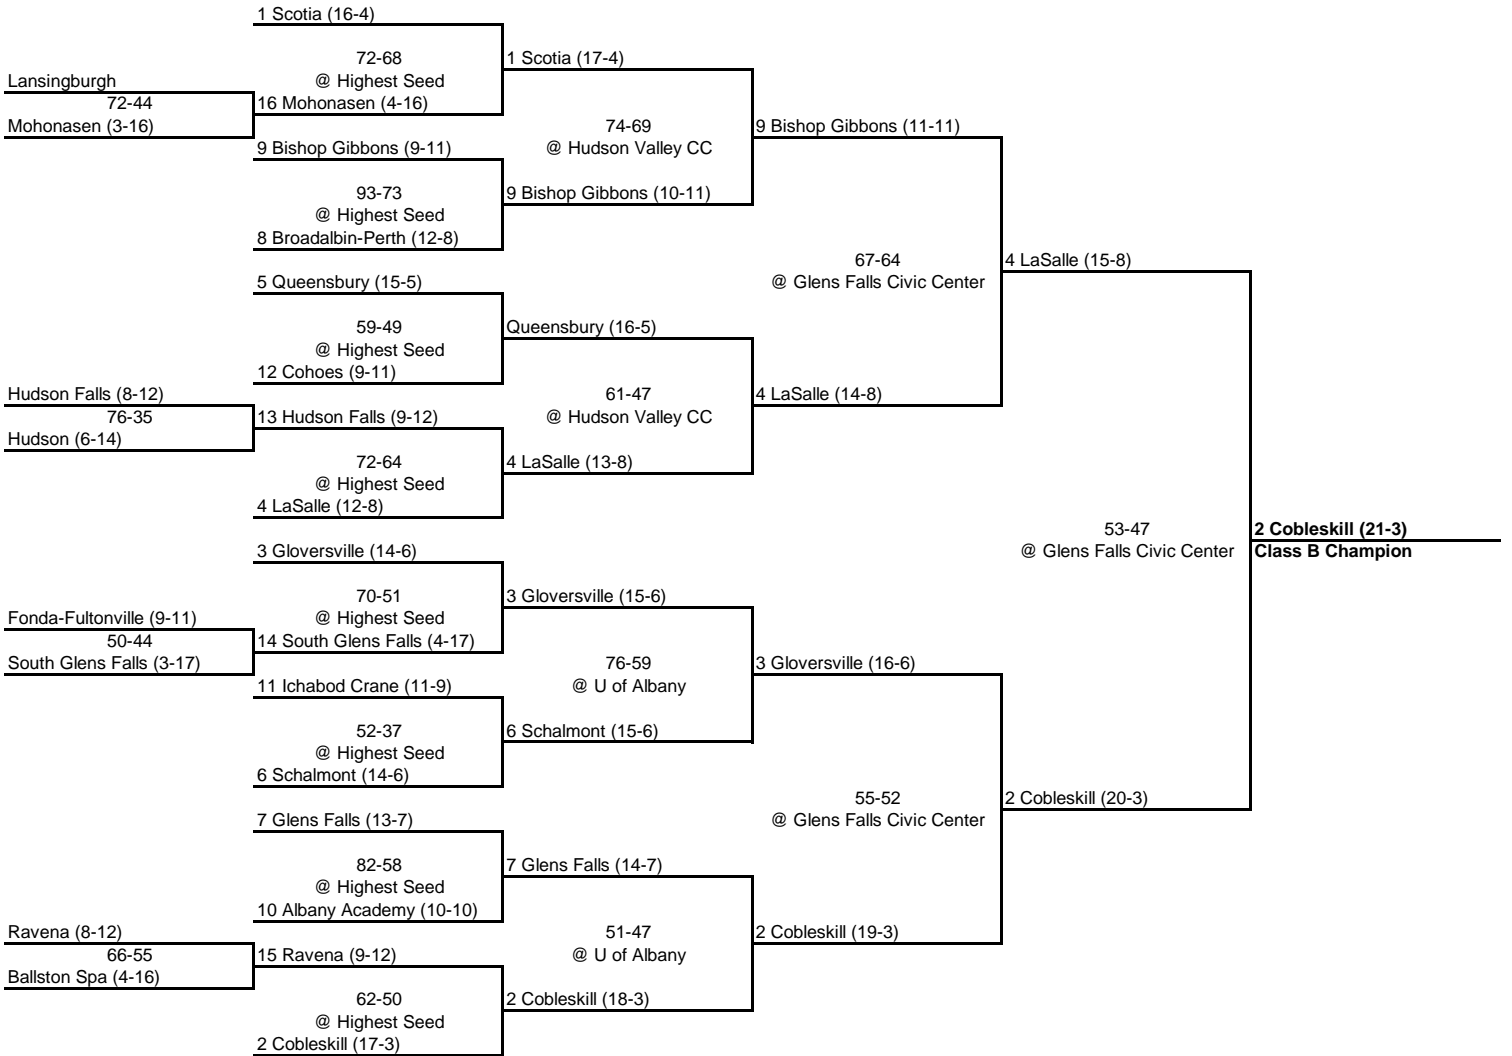 1 Scotia (16-4)
72-68
@ Highest Seed
1 Scotia (17-4)
Lansingburgh
72-44
16 Mohonasen (4-16)
Mohonasen (3-16)
74-69
@ Hudson Valley CC
9 Bishop Gibbons (11-11)
9 Bishop Gibbons (9-11)
93-73
@ Highest Seed
9 Bishop Gibbons (10-11)
8 Broadalbin-Perth (12-8)
67-64
@ Glens Falls Civic Center
4 LaSalle (15-8)
5 Queensbury (15-5)
59-49
@ Highest Seed
Queensbury (16-5)
12 Cohoes (9-11)
Hudson Falls (8-12)
76-35
Hudson (6-14)
13 Hudson Falls (9-12)
61-47
@ Hudson Valley CC
4 LaSalle (14-8)
72-64
@ Highest Seed
4 LaSalle (13-8)
4 LaSalle (12-8)
53-47
@ Glens Falls Civic Center
2 Cobleskill (21-3)
Class B Champion
3 Gloversville (14-6)
70-51
@ Highest Seed
3 Gloversville (15-6)
Fonda-Fultonville (9-11)
50-44
South Glens Falls (3-17)
14 South Glens Falls (4-17)
76-59
@ U of Albany
3 Gloversville (16-6)
11 Ichabod Crane (11-9)
52-37
@ Highest Seed
6 Schalmont (15-6)
6 Schalmont (14-6)
55-52
@ Glens Falls Civic Center
2 Cobleskill (20-3)
7 Glens Falls (13-7)
82-58
@ Highest Seed
7 Glens Falls (14-7)
10 Albany Academy (10-10)
Ravena (8-12)
66-55
Ballston Spa (4-16)
15 Ravena (9-12)
51-47
@ U of Albany
2 Cobleskill (19-3)
62-50
@ Highest Seed
2 Cobleskill (18-3)
2 Cobleskill (17-3)